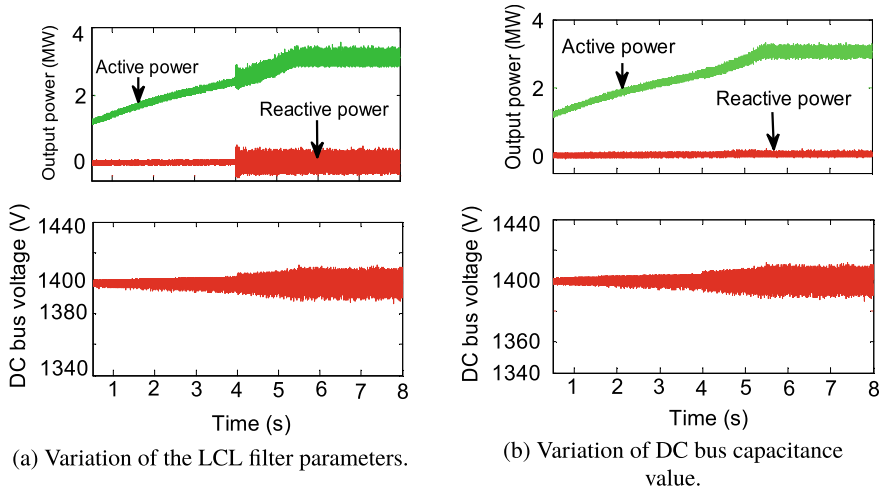 Output power (MW)
4
2
0
Active power
Reactive power
DC bus voltage (V)
1440
1400
1380
1340
1 2 3 4 5 6 7 8
Time (s)
(a) Variation of the LCL filter parameters.
Output power (MW)
4
2
0
Active power
Reactive power
DC bus voltage (V)
1440
1400
1360
1340
1 2 3 4 5 6 7 8
Time (s)
(b) Variation of DC bus capacitance
value.